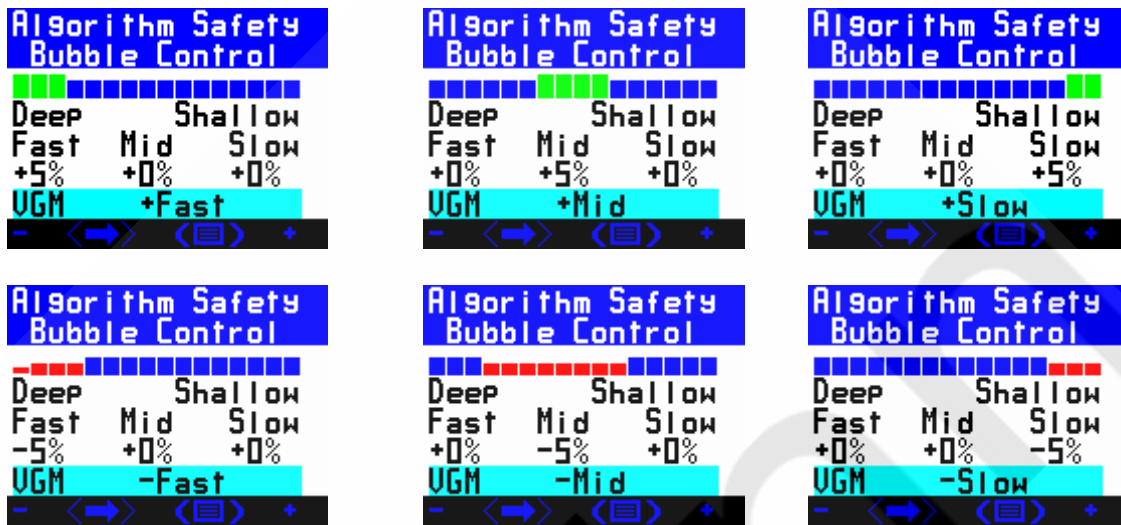 Algorithm Safety
Bubble Control
Deep Shallow
Fast Mid Slow
+5% +0% +0%
VGM +Fast
- +
Algorithm Safety
Bubble Control
Deep Shallow
Fast Mid Slow
+0% +5% +0%
VGM +Mid
- +
Algorithm Safety
Bubble Control
Deep Shallow
Fast Mid Slow
+0% +0% +5%
VGM +Slow
- +
Algorithm Safety
Bubble Control
Deep Shallow
Fast Mid Slow
-5% +0% +0%
VGM -Fast
- +
Algorithm Safety
Bubble Control
Deep Shallow
Fast Mid Slow
+0% -5% +0%
VGM -Mid
- +
Algorithm Safety
Bubble Control
Deep Shallow
Fast Mid Slow
+0% +0% -5%
VGM -Slow
- +